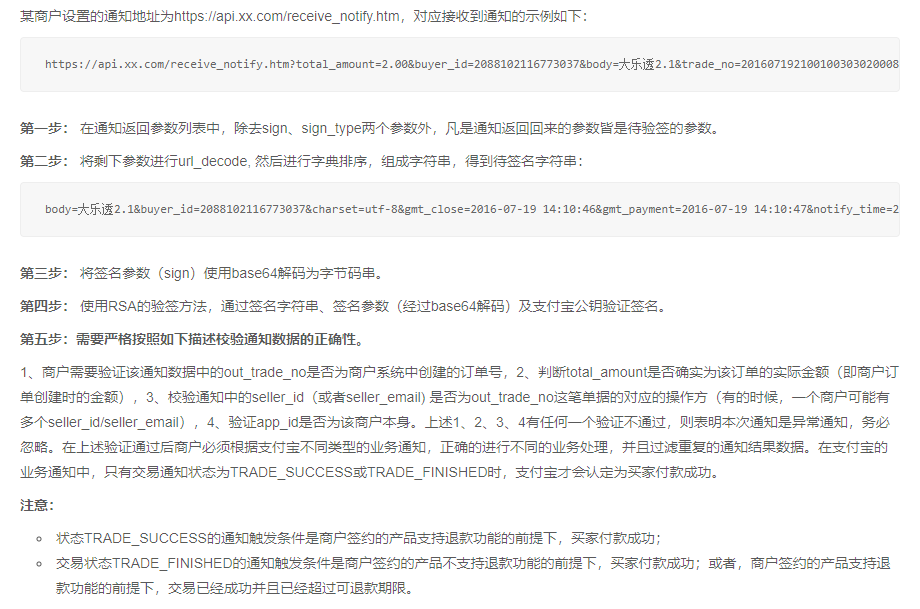 某商户设置的通知地址为https://api.xx.com/receive_notify.htm，对应接收到通知的示例如下：
https://api.xx.com/receive_notify.htm?total_amount=2.00&buyer_id=2088102116773037&body=大乐透2.1&trade_no=201607192100100303020008
第一步： 在通知返回参数列表中，除去sign、sign_type两个参数外，凡是通知返回回来的参数皆是待验签的参数。
第二步： 将剩下参数进行url_decode, 然后进行字典排序，组成字符串，得到待签名字符串：
body=大乐透2.1&buyer_id=2088102116773037&charset=utf-8&gmt_close=2016-07-19 14:10:46&gmt_payment=2016-07-19 14:10:47&notify_time=2
第三步： 将签名参数（sign）使用base64解码为字节码串。
第四步： 使用RSA的验签方法，通过签名字符串、签名参数（经过base64解码）及支付宝公钥验证签名。
第五步：需要严格按照如下描述校验通知数据的正确性。
1、商户需要验证该通知数据中的out_trade_no是否为商户系统中创建的订单号，2、判断total_amount是否确实为该订单的实际金额（即商户订
单创建时的金额），3、校验通知中的seller_id（或者seller_email) 是否为out_trade_no这笔单据的对应的操作方（有的时候，一个商户可能有
多个seller_id/seller_email），4、验证app_id是否为该商户本身。上述1、2、3、4有任何一个验证不通过，则表明本次通知是异常通知，务必
忽略。在上述验证通过后商户必须根据支付宝不同类型的业务通知，正确的进行不同的业务处理，并且过滤重复的通知结果数据。在支付宝的
业务通知中，只有交易通知状态为TRADE_SUCCESS或TRADE_FINISHED时，支付宝才会认定为买家付款成功。
注意：
状态TRADE_SUCCESS的通知触发条件是商户签约的产品支持退款功能的前提下，买家付款成功；
交易状态TRADE_FINISHED的通知触发条件是商户签约的产品不支持退款功能的前提下，买家付款成功；或者，商户签约的产品支持退
款功能的前提下，交易已经成功并且已经超过可退款期限。